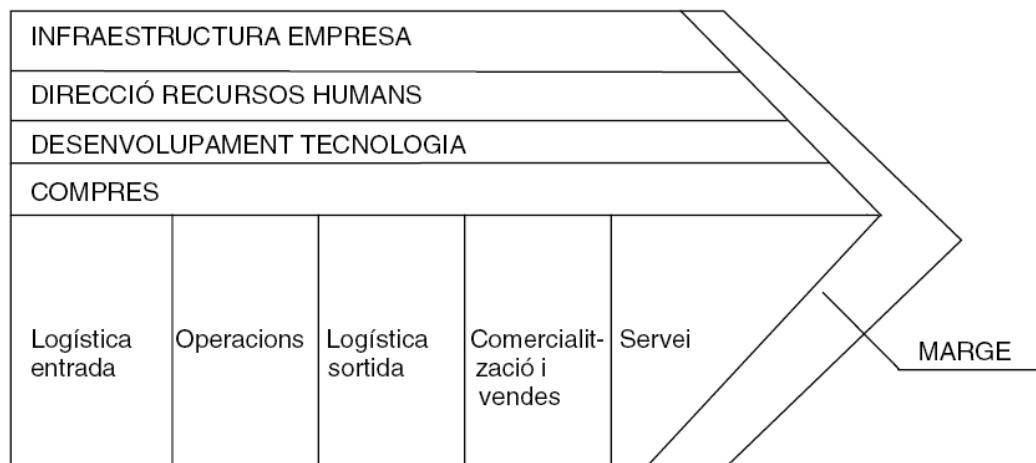 INFRAESTRUCTURA EMPRESA
DIRECCIÓ RECURSOS HUMANS
DESENVOLUPAMENT TECNOLOGIA
COMPRES
Logística
entrada
Operacions
Logística
sortida
Comercialit-
zació i
vendes
Servei
MARGE